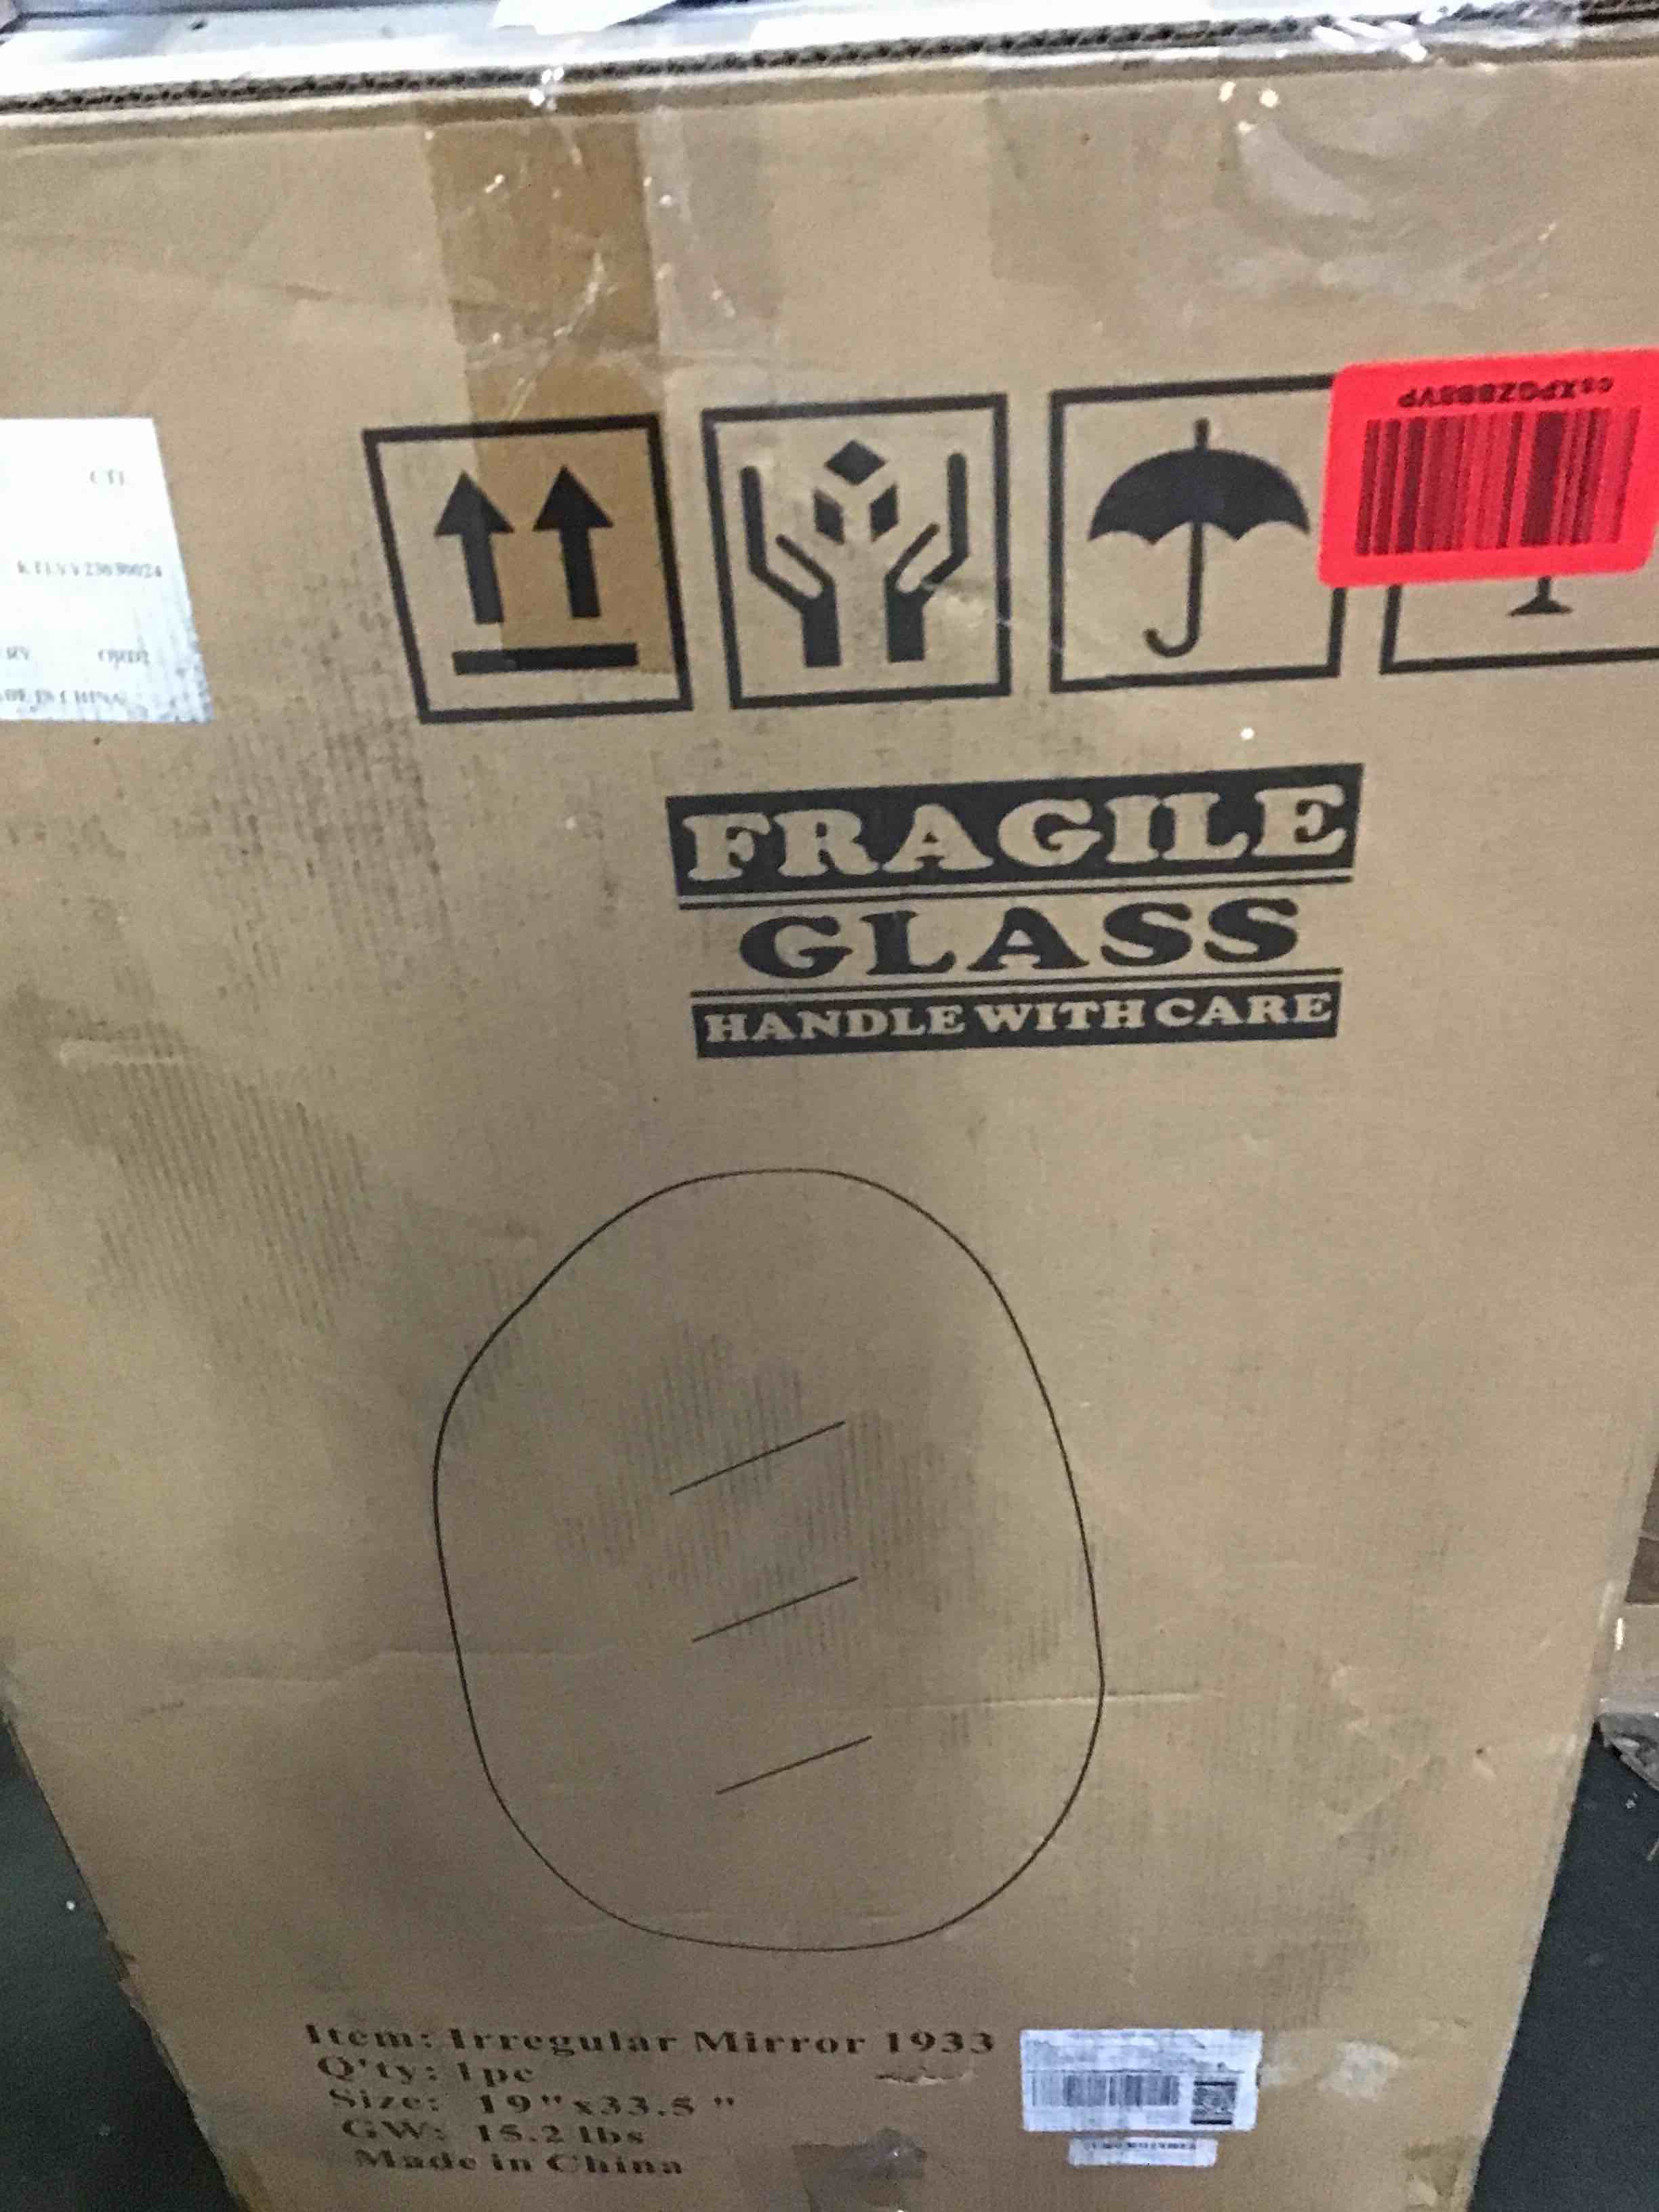 csXPGZBBBVP
FRAGILE
GLASS
HANDLE WITH CARE
Item: Irregular Mirror 1933
Q'ty: 1pc
Size: 19"x33.5"
GW: 15.2 lbs
Made in China